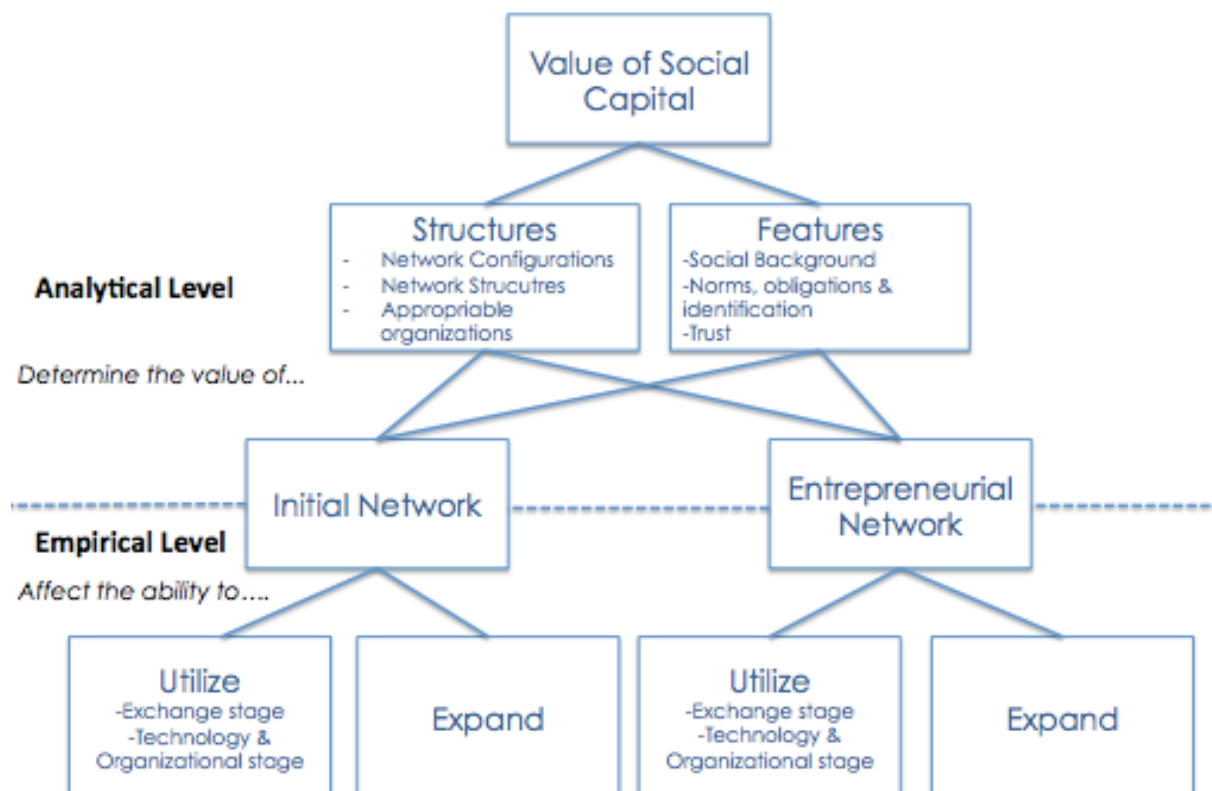 Value of Social
Capital
Structures
- Network Configurations
- Network Strucutres
- Appropriable
organizations
Features
-Social Background
-Norms, obligations &
identification
-Trust
Analytical Level
Determine the value of...
Initial Network
Entrepreneurial
Network
Empirical Level
Affect the ability to....
Utilize
-Exchange stage
-Technology &
Organizational stage
Expand
Utilize
-Exchange stage
-Technology &
Organizational stage
Expand